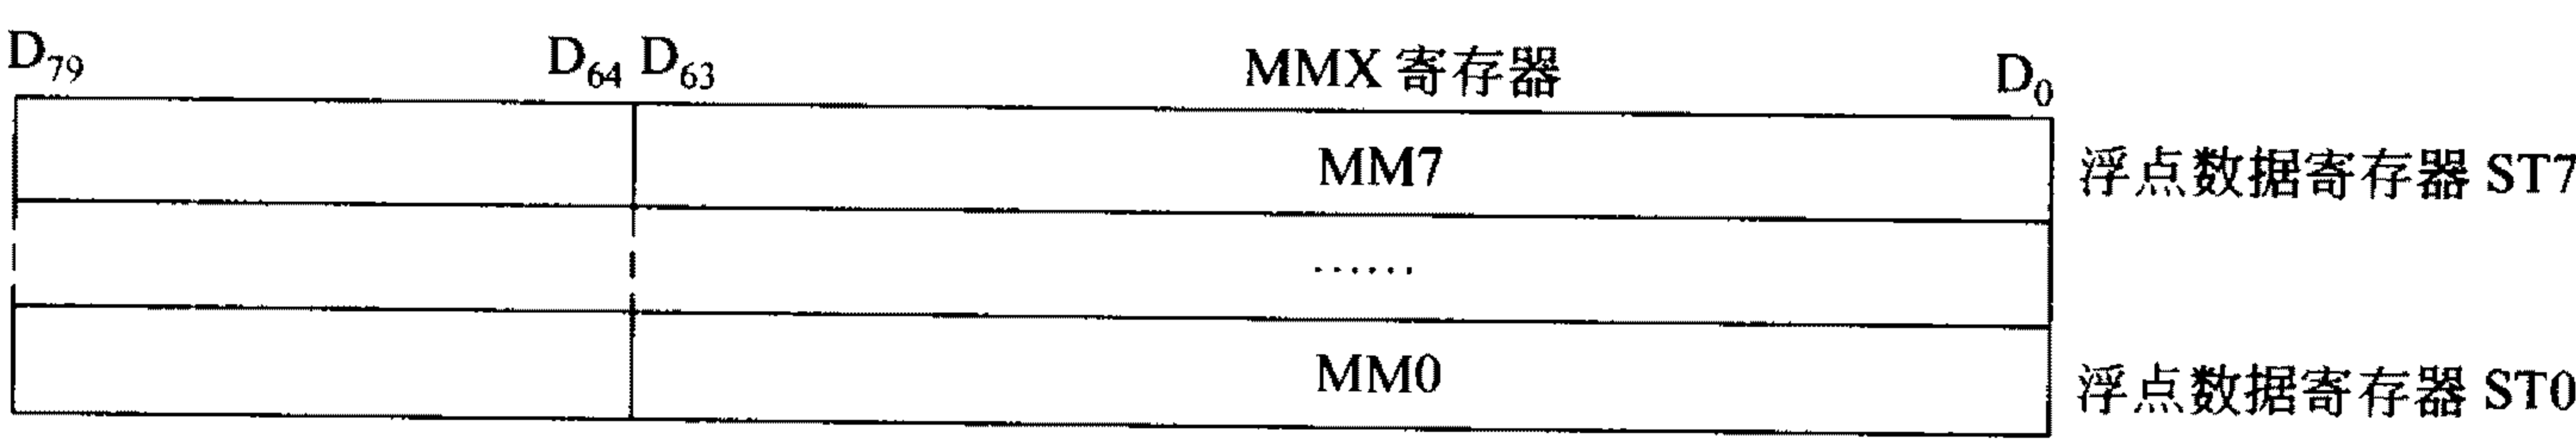 D79 D64 D63 MMX 寄存器 D0
MM7 浮点数据寄存器 ST7
······
MM0 浮点数据寄存器 ST0